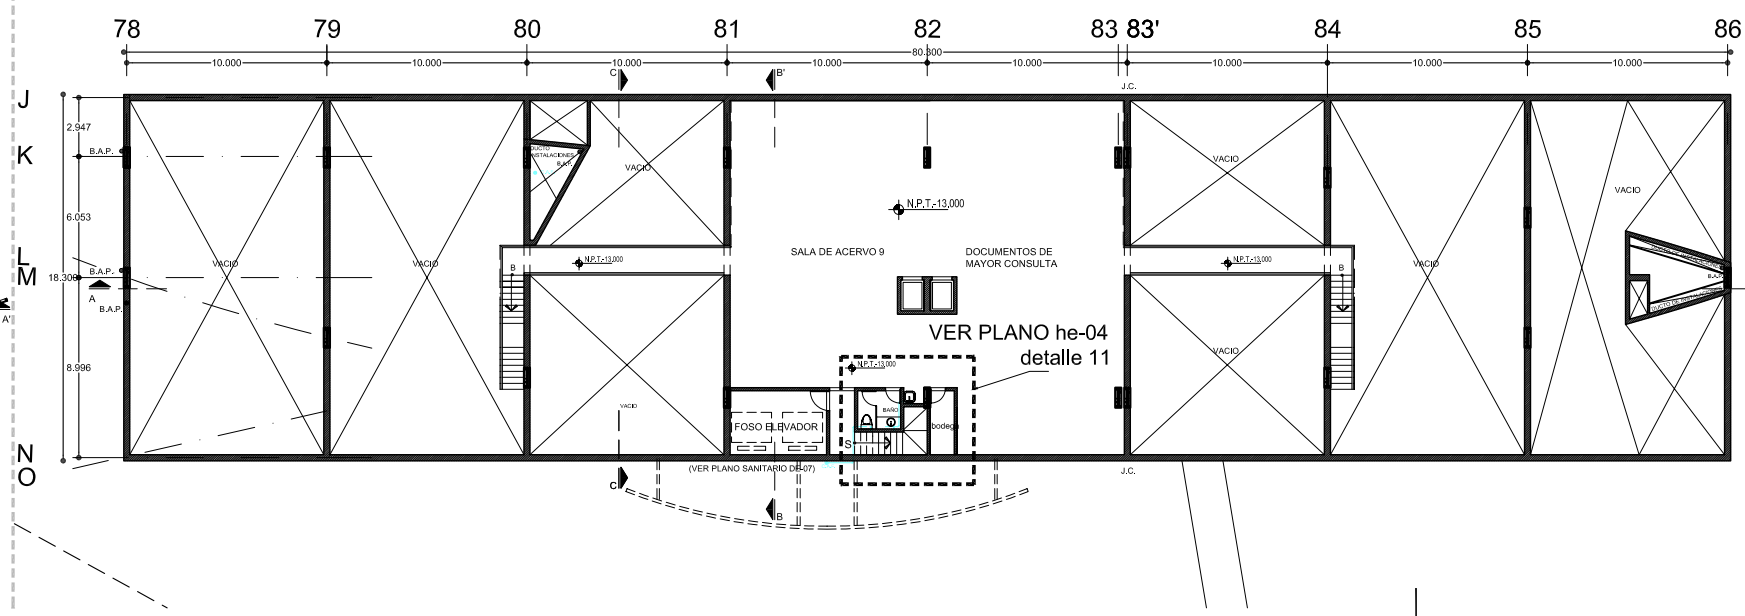 78 79 80 81 82 83 83' 84 85 86
80.300
10.000 10.000 10.000 10.000 10.000 10.000 10.000 10.000
C B'
J.C.
J
2.947
K
B.A.P.
DUCTO
INSTALACIONES
B.A.P.
VACIO
VACIO
VACIO
N.P.T.-13,000
6.053
SALA DE ACERVO 9
DOCUMENTOS DE
MAYOR CONSULTA
L
M
18.300
B.A.P.
VACIO
VACIO
N.P.T.-13,000
N.P.T.-13,000
VACIO
B
B
B.A.P.
A
B.A.P.
A'
DUCTO DE INSTALACIONES
VER PLANO he-04
detalle 11
VACIO
N.P.T.-13,000
8.996
VACIO
BAÑO
FOSO ELEVADOR
bodega
S
N
O
(VER PLANO SANITARIO DE-07)
J.C.
C
B